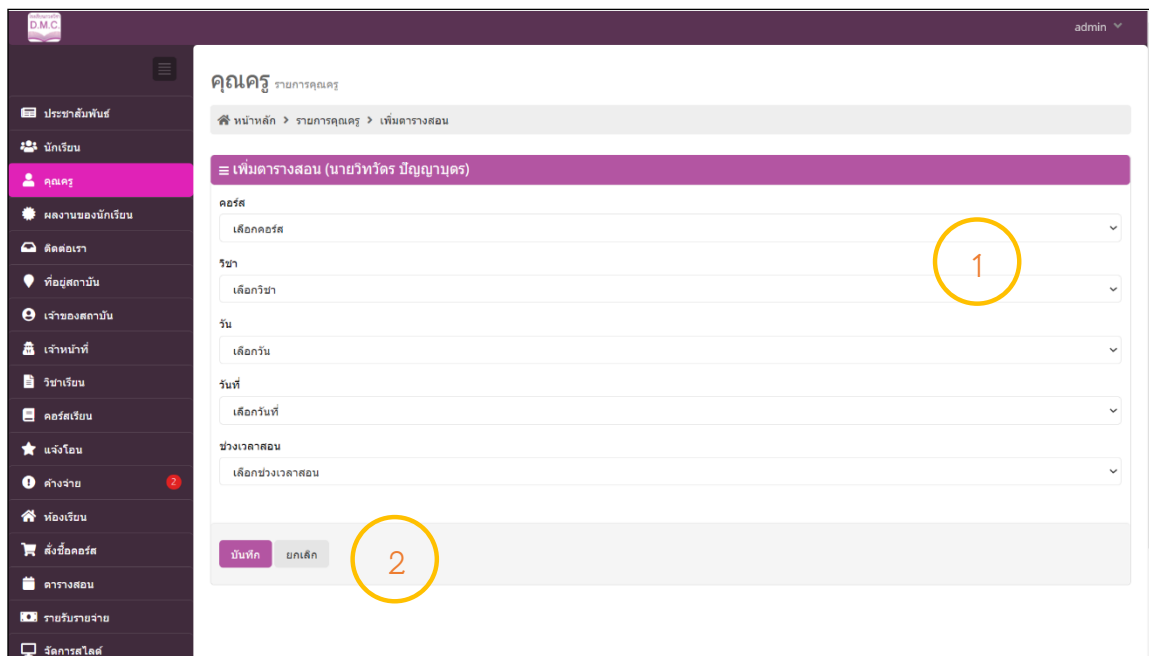 D.M.C.
admin
คุณครู รายการคุณครู
หน้าหลัก > รายการคุณครู > เพิ่มตารางสอน
ประชาสัมพันธ์
นักเรียน
คุณครู
ผลงานของนักเรียน
ติดต่อเรา
ที่อยู่สถาบัน
เจ้าของสถาบัน
เจ้าหน้าที่
วิชาเรียน
คอร์สเรียน
แจ้งโอน
ค้างจ่าย 2
ห้องเรียน
สั่งซื้อคอร์ส
ตารางสอน
รายรับรายจ่าย
จัดการสไลด์
เพิ่มตารางสอน (นายวิทวัตร ปัญญาบุตร)
คอร์ส
เลือกคอร์ส
1
วิชา
เลือกวิชา
วัน
เลือกวัน
วันที่
เลือกวันที่
ช่วงเวลาสอน
เลือกช่วงเวลาสอน
บันทึก ยกเลิก
2